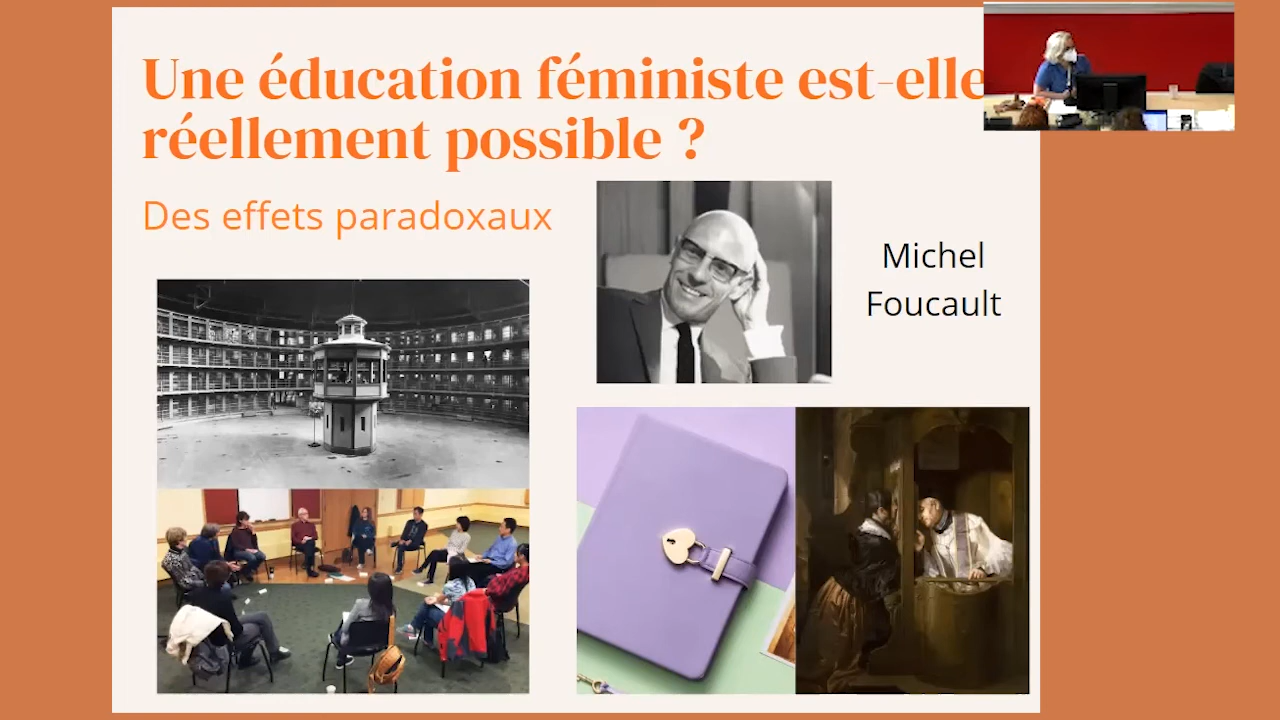 Une éducation féministe est-elle
réellement possible ?
Des effets paradoxaux
Michel
Foucault